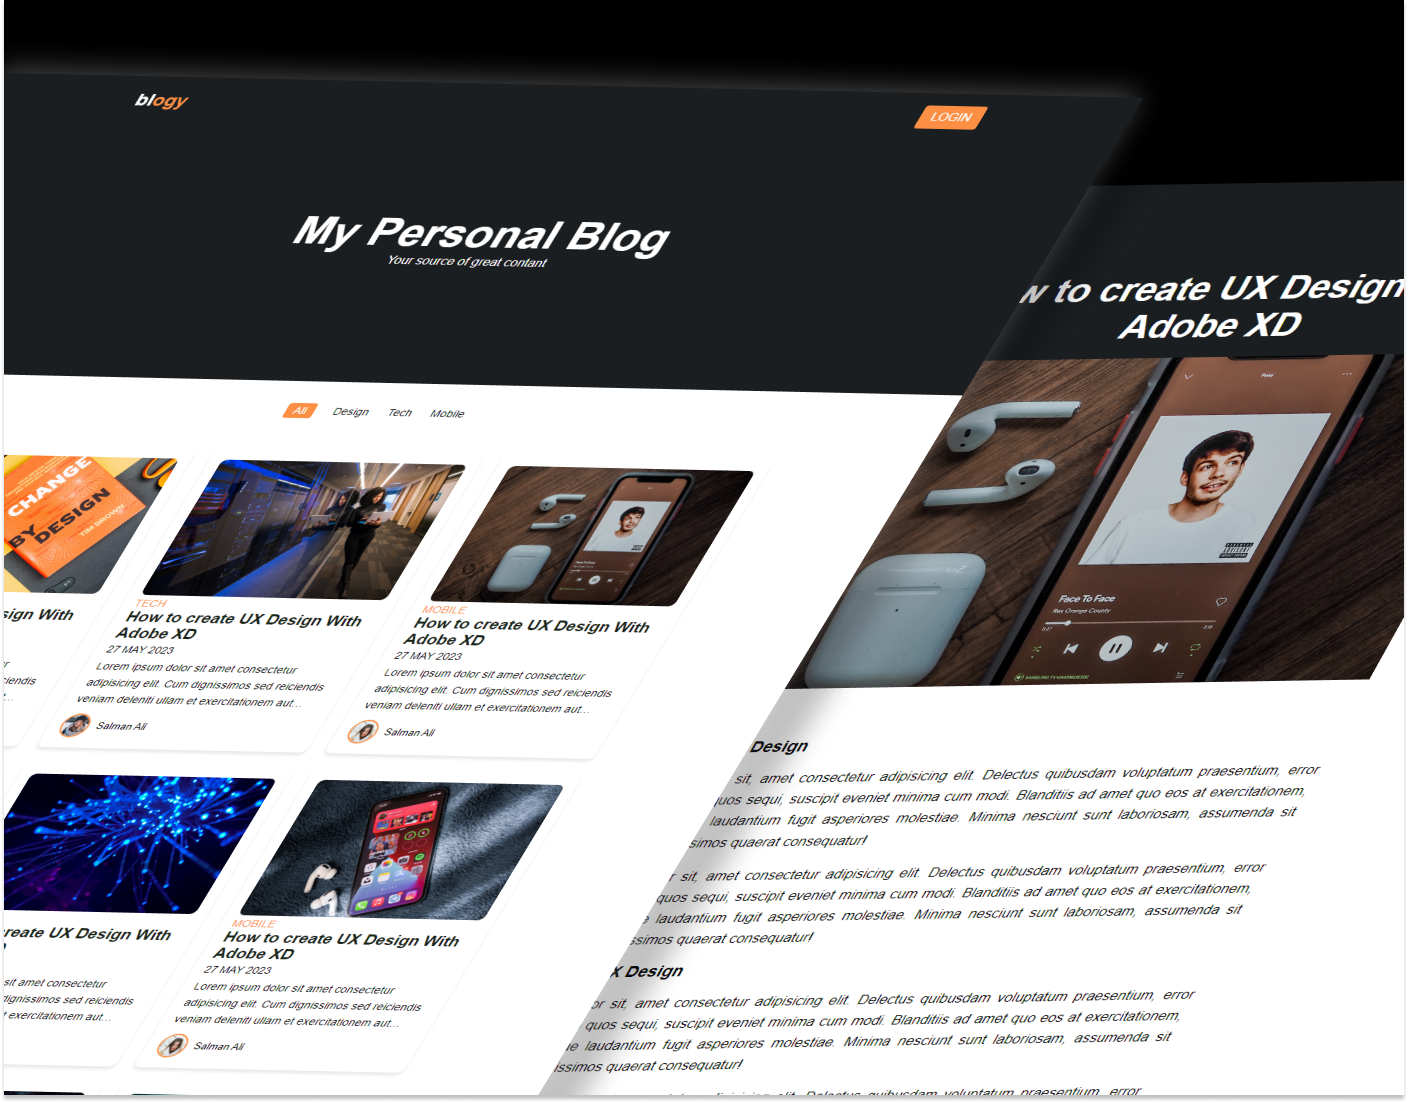 blogy
LOGIN
My Personal Blog
Your source of great contant
All Design Tech Mobile
CHANGE
BY DESIGN
TIM BROWN
sign With
TECH
How to create UX Design With
Adobe XD
27 MAY 2023
Lorem ipsum dolor sit amet consectetur
adipisicing elit. Cum dignissimos sed reiciendis
veniam deleniti ullam et exercitationem aut...
Salman Ali
MOBILE
How to create UX Design With
Adobe XD
27 MAY 2023
Lorem ipsum dolor sit amet consectetur
adipisicing elit. Cum dignissimos sed reiciendis
veniam deleniti ullam et exercitationem aut...
Salman Ali
reate UX Design With
sit amet consectetur
dignissimos sed reiciendis
t exercitationem aut...
MOBILE
How to create UX Design With
Adobe XD
27 MAY 2023
Lorem ipsum dolor sit amet consectetur
adipisicing elit. Cum dignissimos sed reiciendis
veniam deleniti ullam et exercitationem aut...
Salman Ali
w to create UX Design
Adobe XD
Face To Face
Rex Orange County
Design
sit, amet consectetur adipisicing elit. Delectus quibusdam voluptatum praesentium, error
quos sequi, suscipit eveniet minima cum modi. Blanditiis ad amet quo eos at exercitationem,
laudantium fugit asperiores molestiae. Minima nesciunt sunt laboriosam, assumenda sit
simos quaerat consequatur!
r sit, amet consectetur adipisicing elit. Delectus quibusdam voluptatum praesentium, error
quos sequi, suscipit eveniet minima cum modi. Blanditiis ad amet quo eos at exercitationem,
e laudantium fugit asperiores molestiae. Minima nesciunt sunt laboriosam, assumenda sit
ssimos quaerat consequatur!
X Design
or sit, amet consectetur adipisicing elit. Delectus quibusdam voluptatum praesentium, error
quos sequi, suscipit eveniet minima cum modi. Blanditiis ad amet quo eos at exercitationem,
ue laudantium fugit asperiores molestiae. Minima nesciunt sunt laboriosam, assumenda sit
issimos quaerat consequatur!
elit. Delectus quibusdam voluptatum praesentium, error